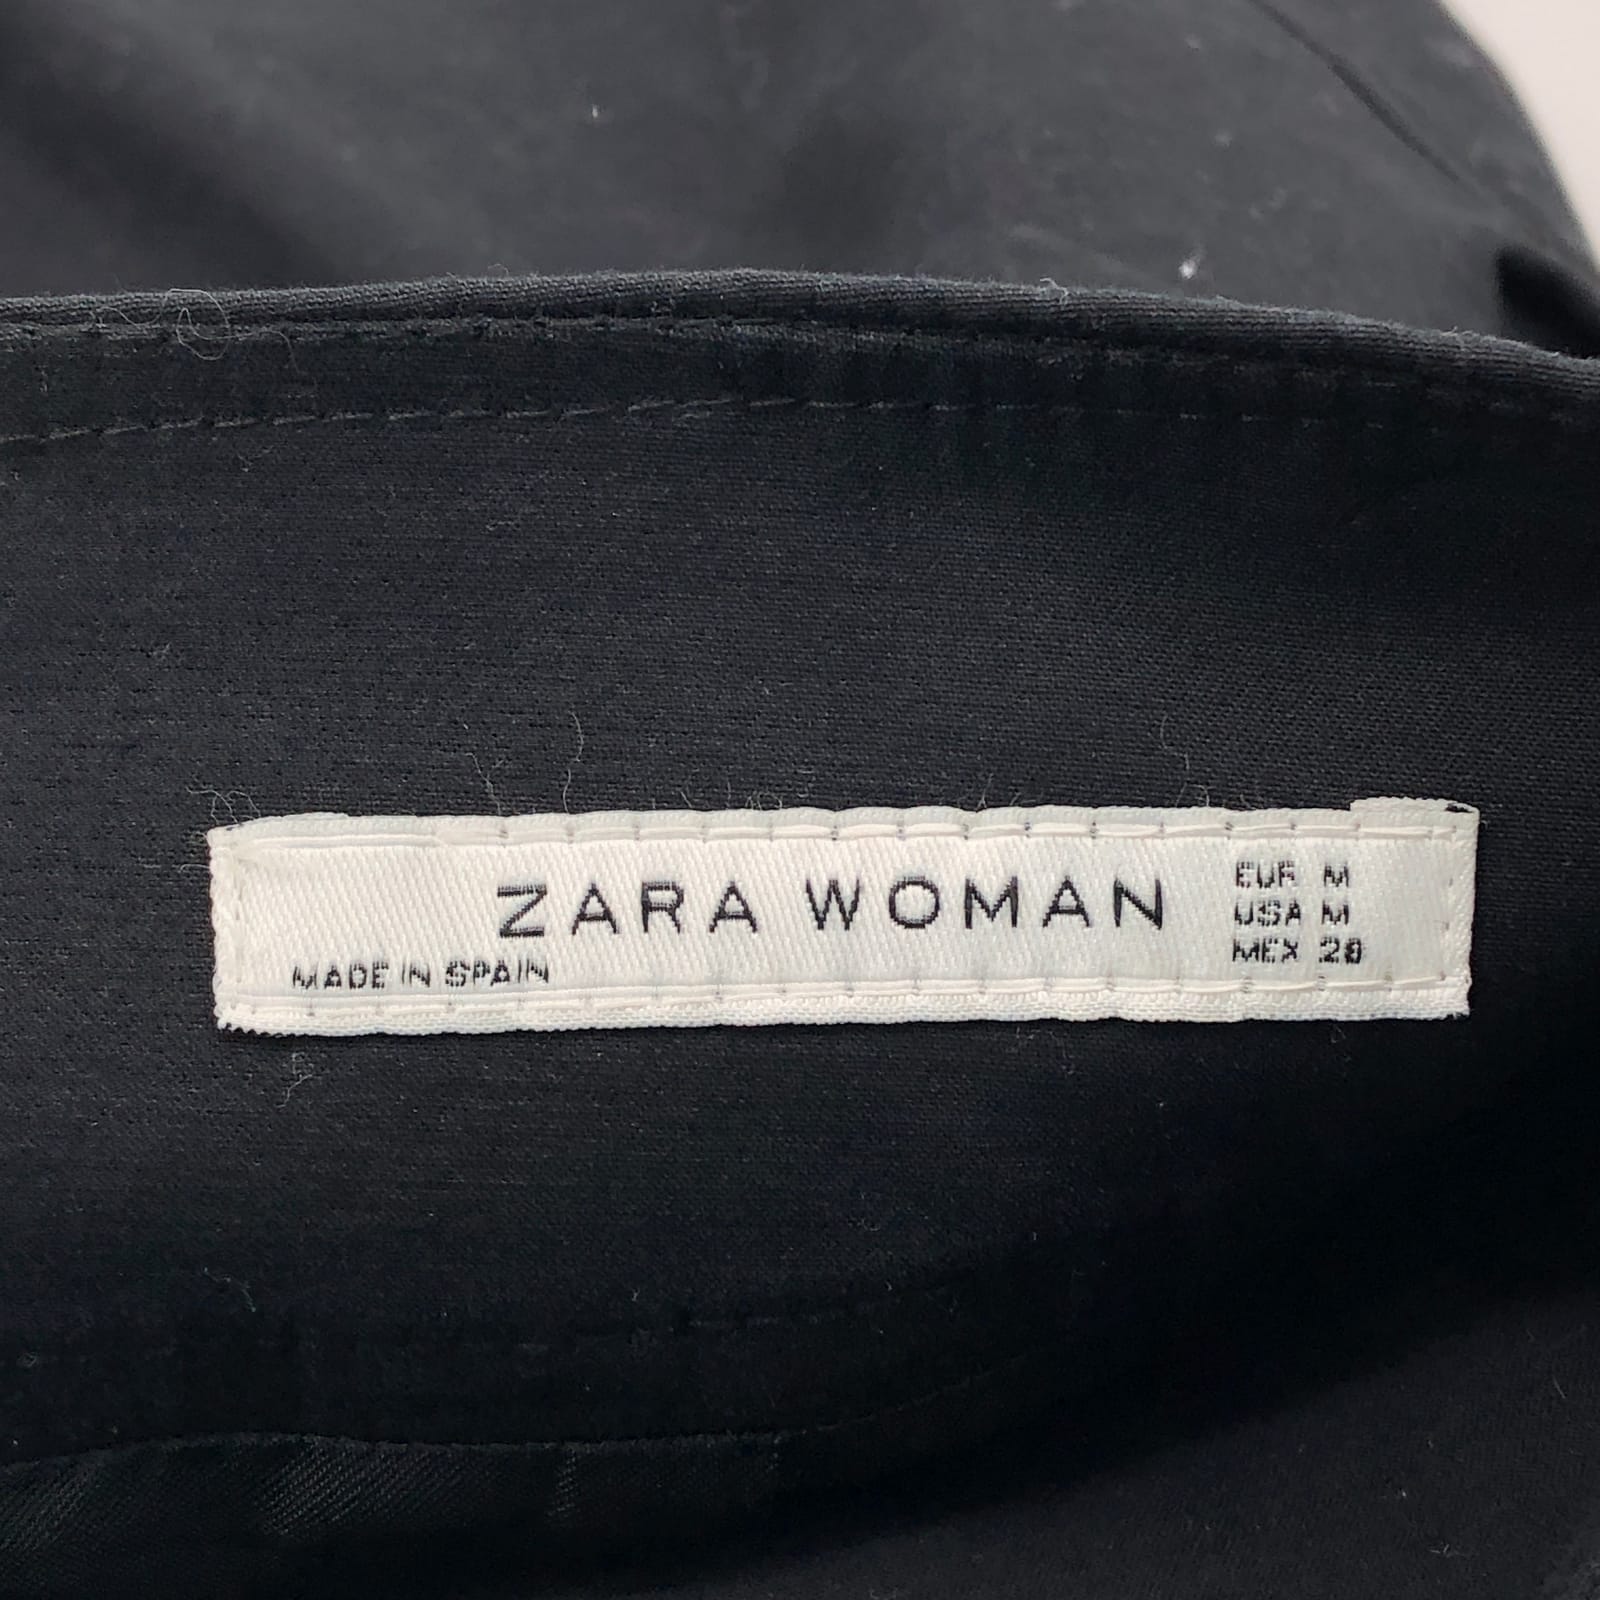 ZARA WOMAN
MADE IN SPAIN
EUR M
USA M
MEX 28